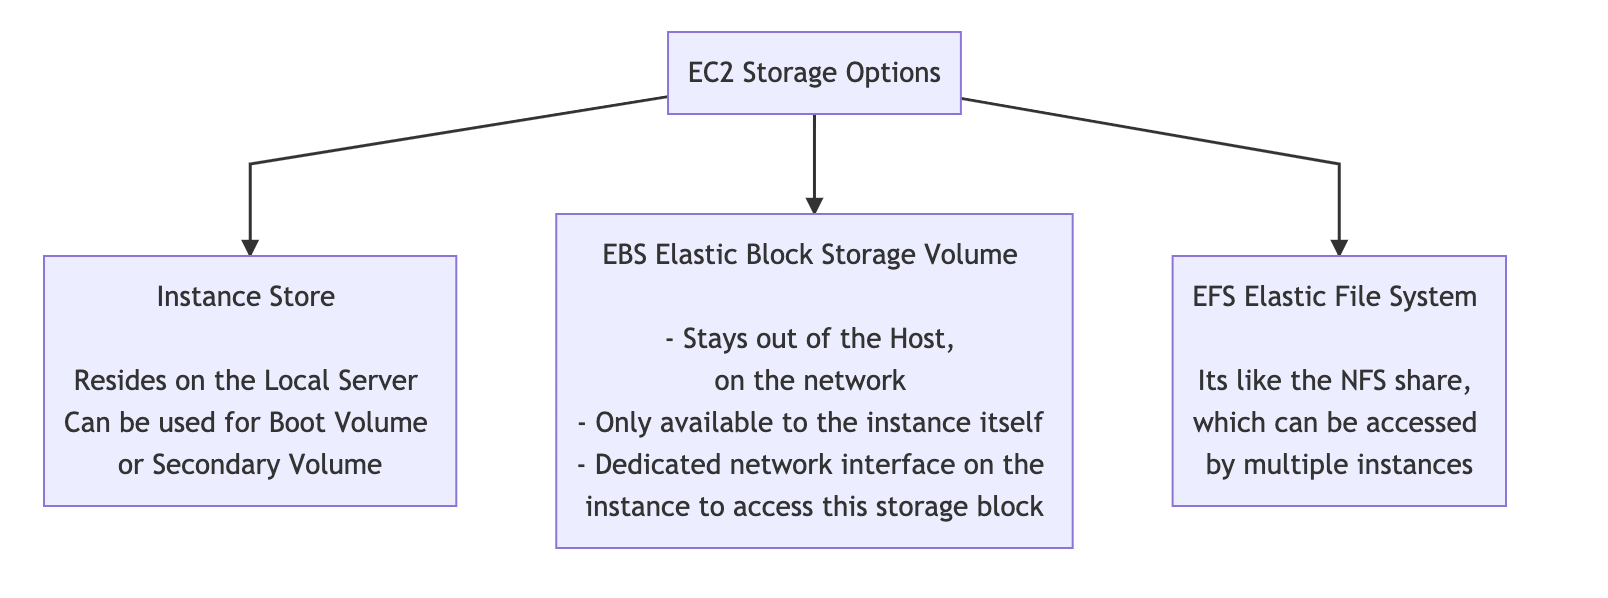 EC2 Storage Options
Instance Store
Resides on the Local Server
Can be used for Boot Volume
or Secondary Volume
EBS Elastic Block Storage Volume
- Stays out of the Host,
on the network
- Only available to the instance itself
- Dedicated network interface on the
instance to access this storage block
EFS Elastic File System
Its like the NFS share,
which can be accessed
by multiple instances